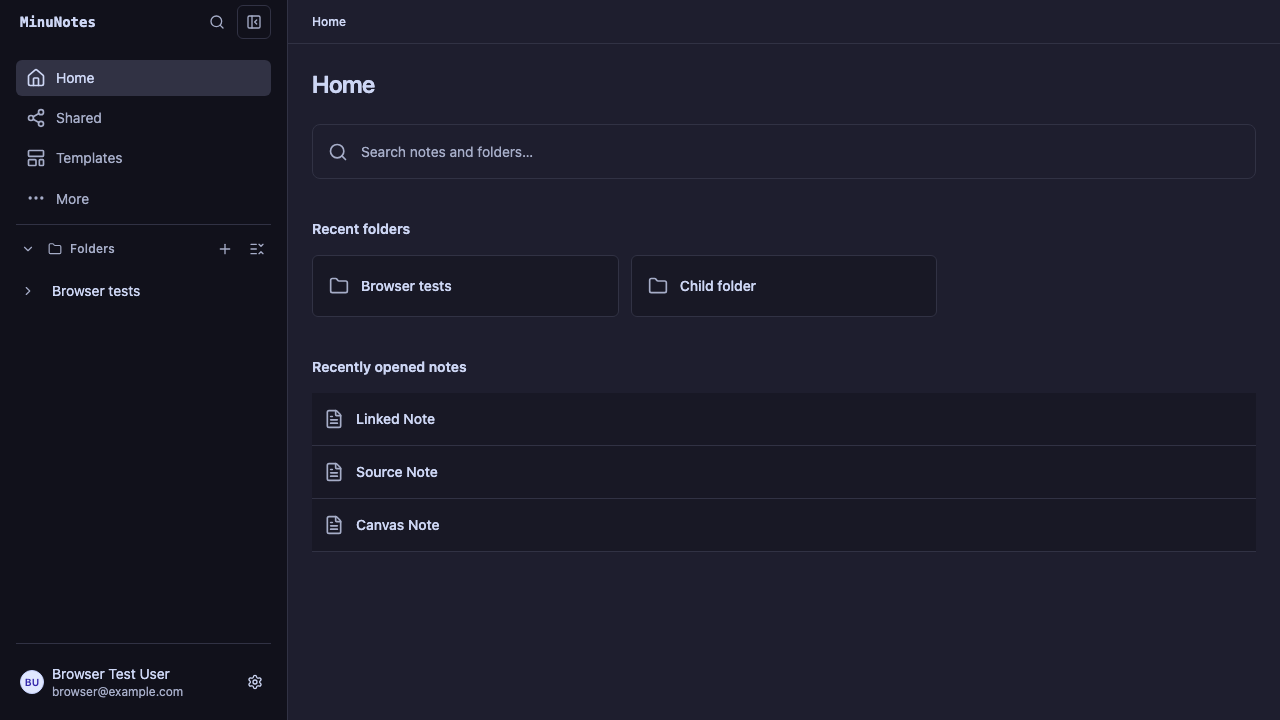 MinuNotes
Home
Shared
Templates
More
Folders
Browser tests
BU
Browser Test User
browser@example.com
Home
Home
Search notes and folders...
Recent folders
Browser tests
Child folder
Recently opened notes
Linked Note
Source Note
Canvas Note